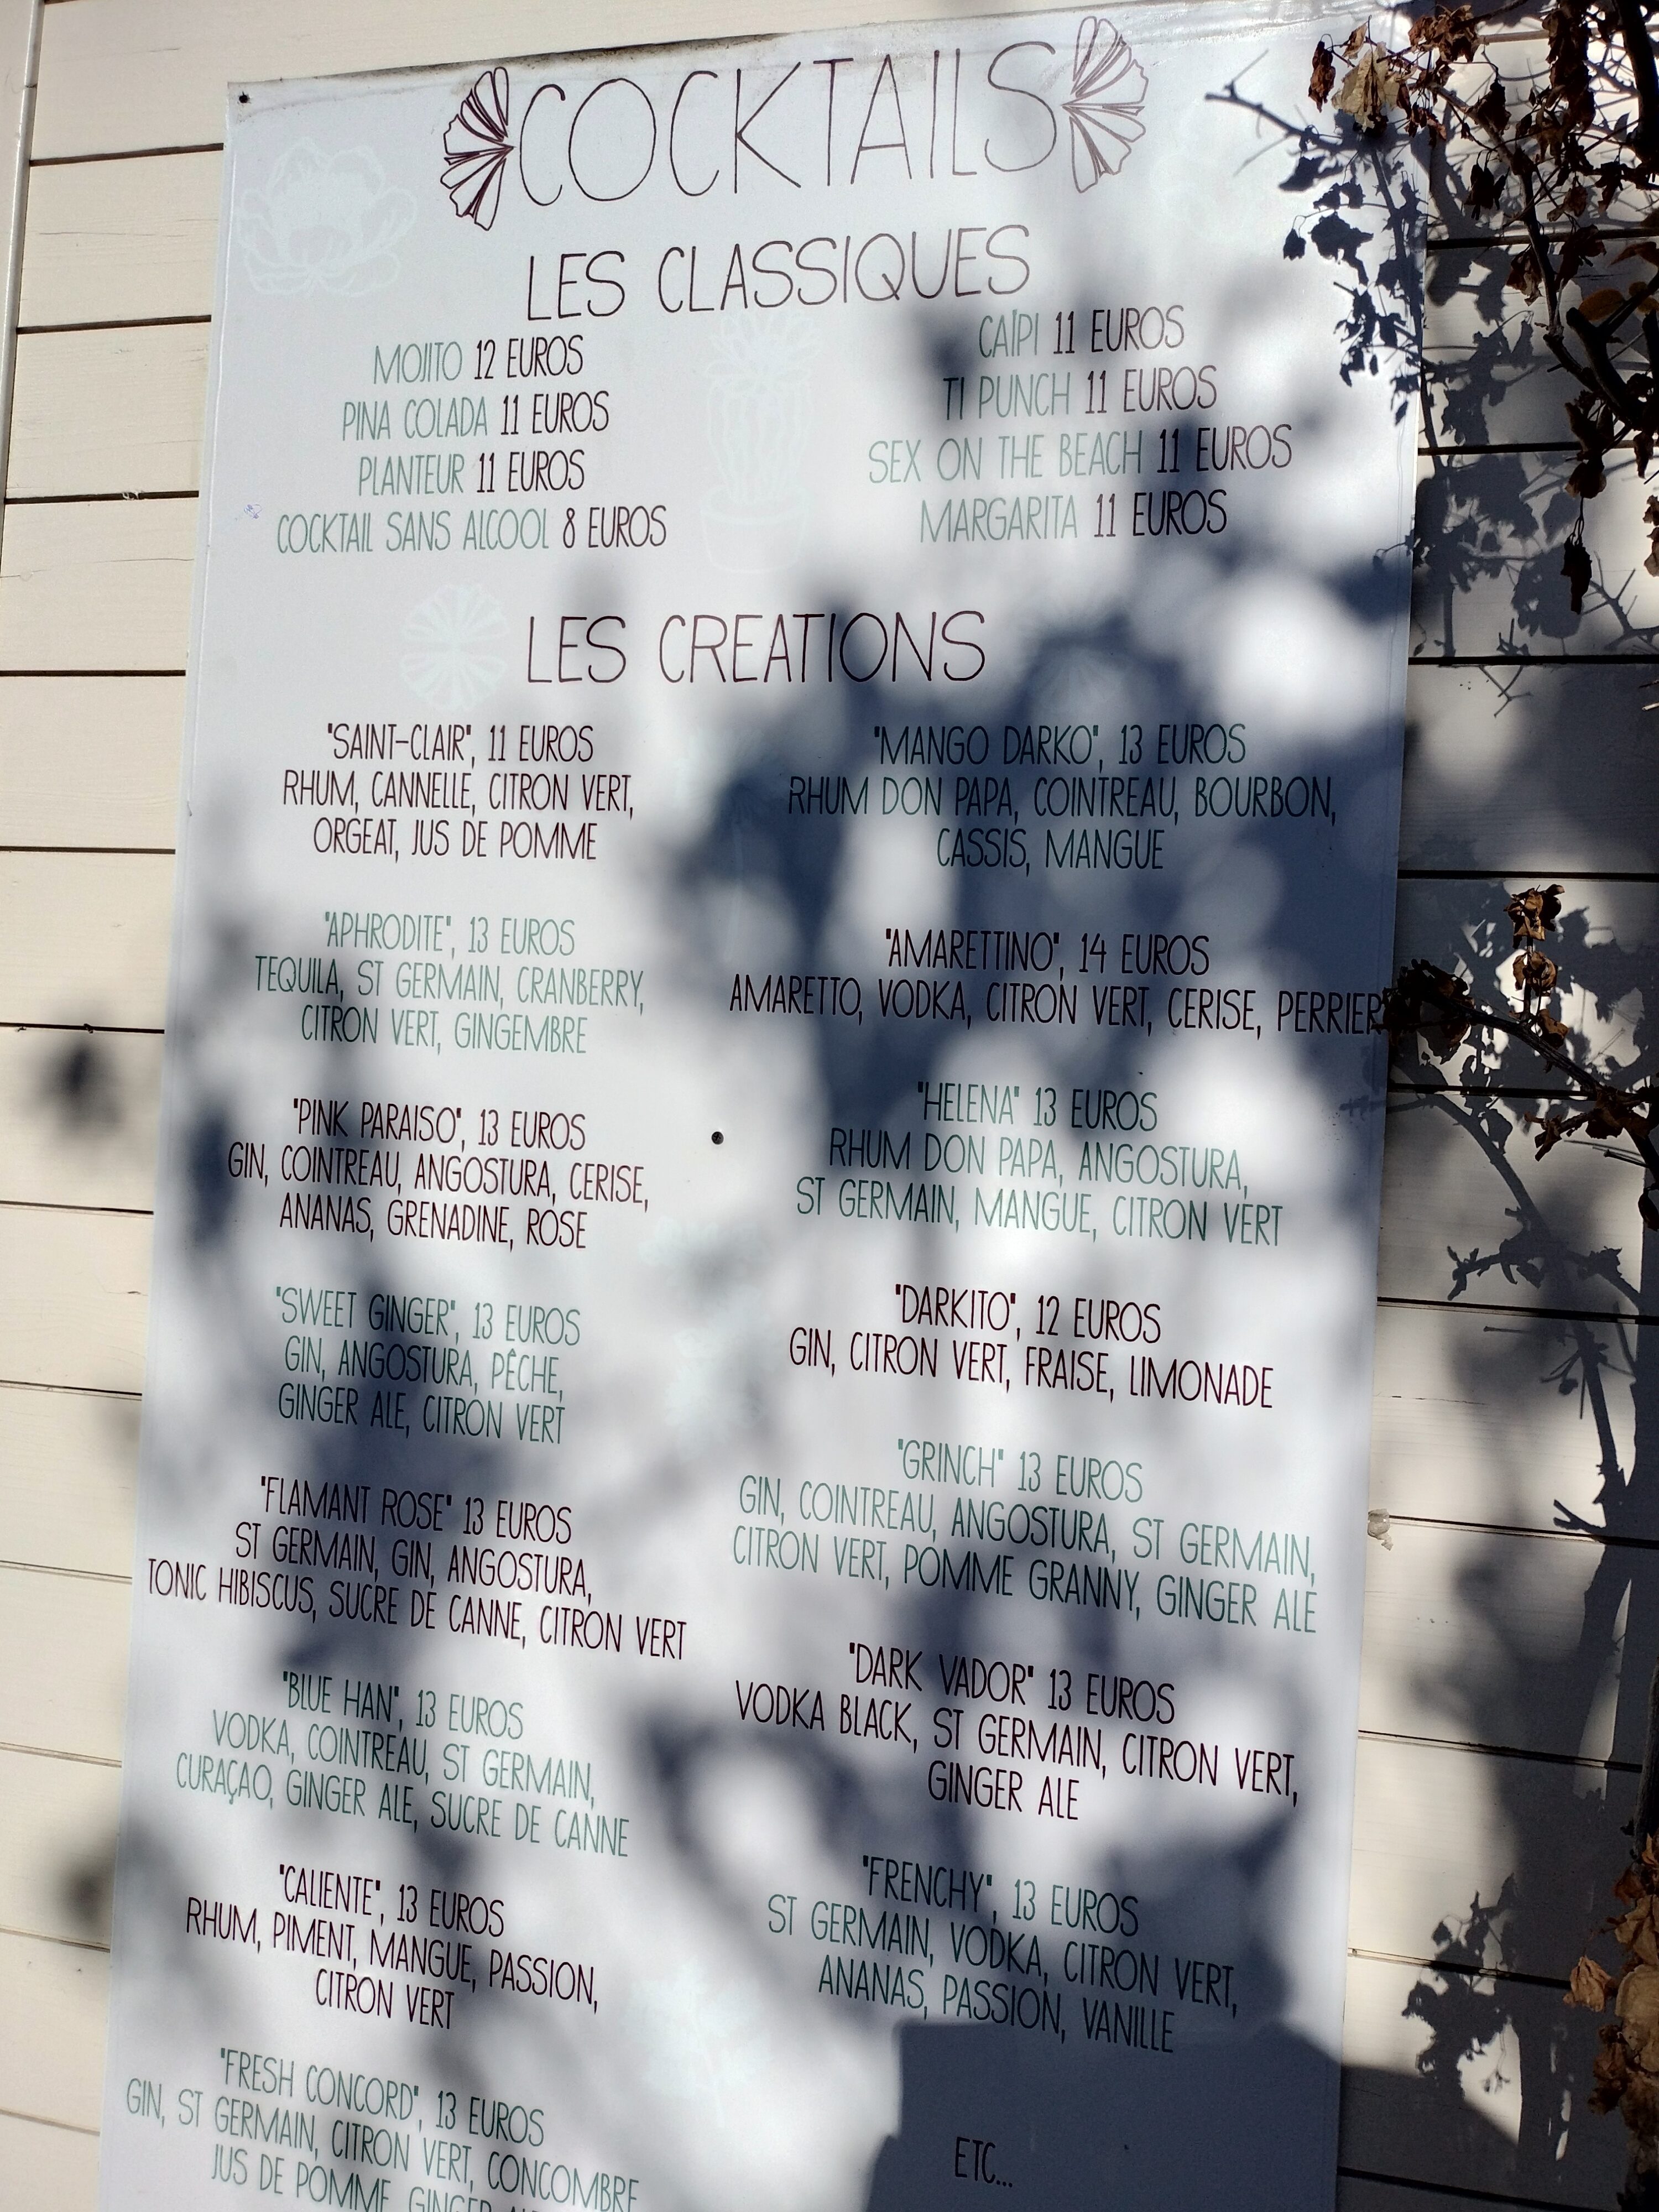 COCKTAILS
LES CLASSIQUES
MOJITO 12 EUROS
PINA COLADA 11 EUROS
PLANTEUR 11 EUROS
COCKTAIL SANS ALCOOL 8 EUROS
CAÏPI 11 EUROS
TI PUNCH 11 EUROS
SEX ON THE BEACH 11 EUROS
MARGARITA 11 EUROS
LES CREATIONS
"SAINT-CLAIR", 11 EUROS
RHUM, CANNELLE, CITRON VERT,
ORGEAT, JUS DE POMME
"APHRODITE", 13 EUROS
TEQUILA, ST GERMAIN, CRANBERRY,
CITRON VERT, GINGEMBRE
"PINK PARAISO", 13 EUROS
GIN, COINTREAU, ANGOSTURA, CERISE,
ANANAS, GRENADINE, ROSE
"SWEET GINGER", 13 EUROS
GIN, ANGOSTURA, PÊCHE,
GINGER ALE, CITRON VERT
"FLAMANT ROSE" 13 EUROS
ST GERMAIN, GIN, ANGOSTURA,
TONIC HIBISCUS, SUCRE DE CANNE, CITRON VERT
"BLUE HAN", 13 EUROS
VODKA, COINTREAU, ST GERMAIN,
CURAÇAO, GINGER ALE, SUCRE DE CANNE
"CALIENTE", 13 EUROS
RHUM, PIMENT, MANGUE, PASSION,
CITRON VERT
"FRESH CONCORD", 13 EUROS
GIN, ST GERMAIN, CITRON VERT, CONCOMBRE
JUS DE POMME, GINGER
"MANGO DARKO", 13 EUROS
RHUM DON PAPA, COINTREAU, BOURBON,
CASSIS, MANGUE
"AMARETTINO", 14 EUROS
AMARETTO, VODKA, CITRON VERT, CERISE, PERRIER
"HELENA" 13 EUROS
RHUM DON PAPA, ANGOSTURA,
ST GERMAIN, MANGUE, CITRON VERT
"DARKITO", 12 EUROS
GIN, CITRON VERT, FRAISE, LIMONADE
"GRINCH" 13 EUROS
GIN, COINTREAU, ANGOSTURA, ST GERMAIN,
CITRON VERT, POMME GRANNY, GINGER ALE
"DARK VADOR" 13 EUROS
VODKA BLACK, ST GERMAIN, CITRON VERT,
GINGER ALE
"FRENCHY", 13 EUROS
ST GERMAIN, VODKA, CITRON VERT,
ANANAS, PASSION, VANILLE
ETC...